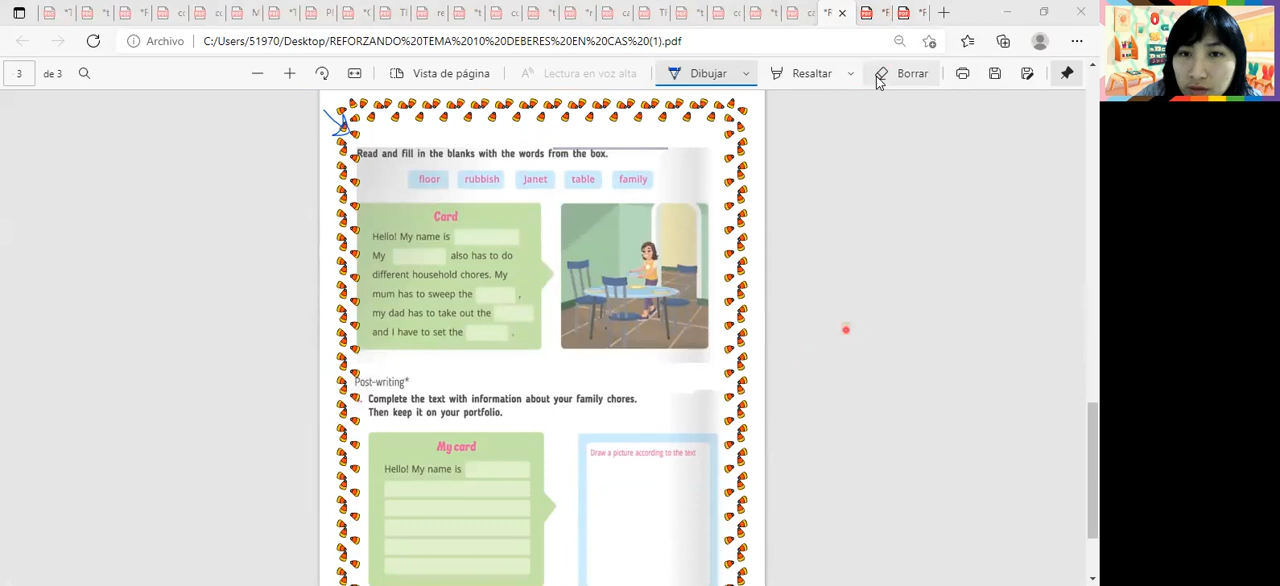 Archivo
C:/Users/51970/Desktop/REFORZANDO%20TEMA%2010%20DEBERES%20EN%20CAS%20(1).pdf
3 de 3
Vista de página
Lectura en voz alta
Dibujar
Resaltar
Borrar
Read and fill in the blanks with the words from the box.
floor rubbish Janet table family
Card
Hello! My name is
My also has to do
different household chores. My
mum has to sweep the ,
my dad has to take out the
and I have to set the .
Post-writing*
Complete the text with information about your family chores.
Then keep it on your portfolio.
My card
Hello! My name is
Draw a picture according to the text